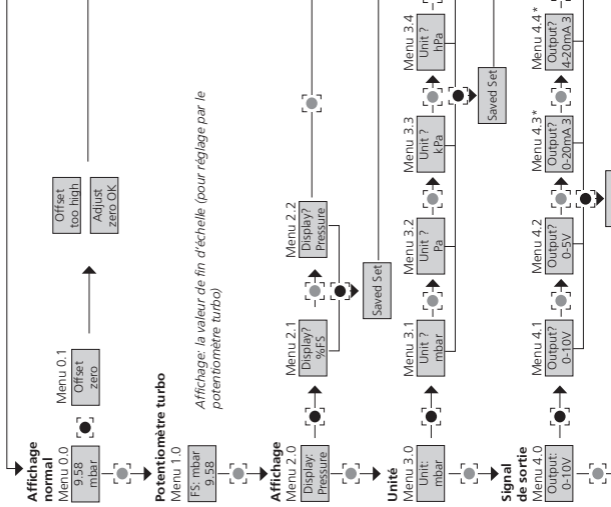 Affichage
normal
Menu 0.0
9.58
mbar
Menu 0.1
Offset
zero
Offset
too high
Adjust
zero OK
Potentiomètre turbo
Menu 1.0
FS: mbar
9.58
Affichage: la valeur de fin d'échelle (pour réglage par le
potentiomètre turbo)
Affichage
Menu 2.0
Display:
Pressure
Menu 2.1
Display?
%FS
Menu 2.2
Display?
Pressure
Saved Set
Unité
Menu 3.0
Unit:
mbar
Menu 3.1
Unit ?
mbar
Menu 3.2
Unit ?
Pa
Menu 3.3
Unit ?
kPa
Menu 3.4
Unit ?
hPa
Saved Set
Signal
de sortie
Menu 4.0
Output:
0-10V
Menu 4.1
Output?
0-10V
Menu 4.2
Output?
0-5V
Menu 4.3*
Output?
0-20mA 3
Menu 4.4*
Output?
4-20mA 3